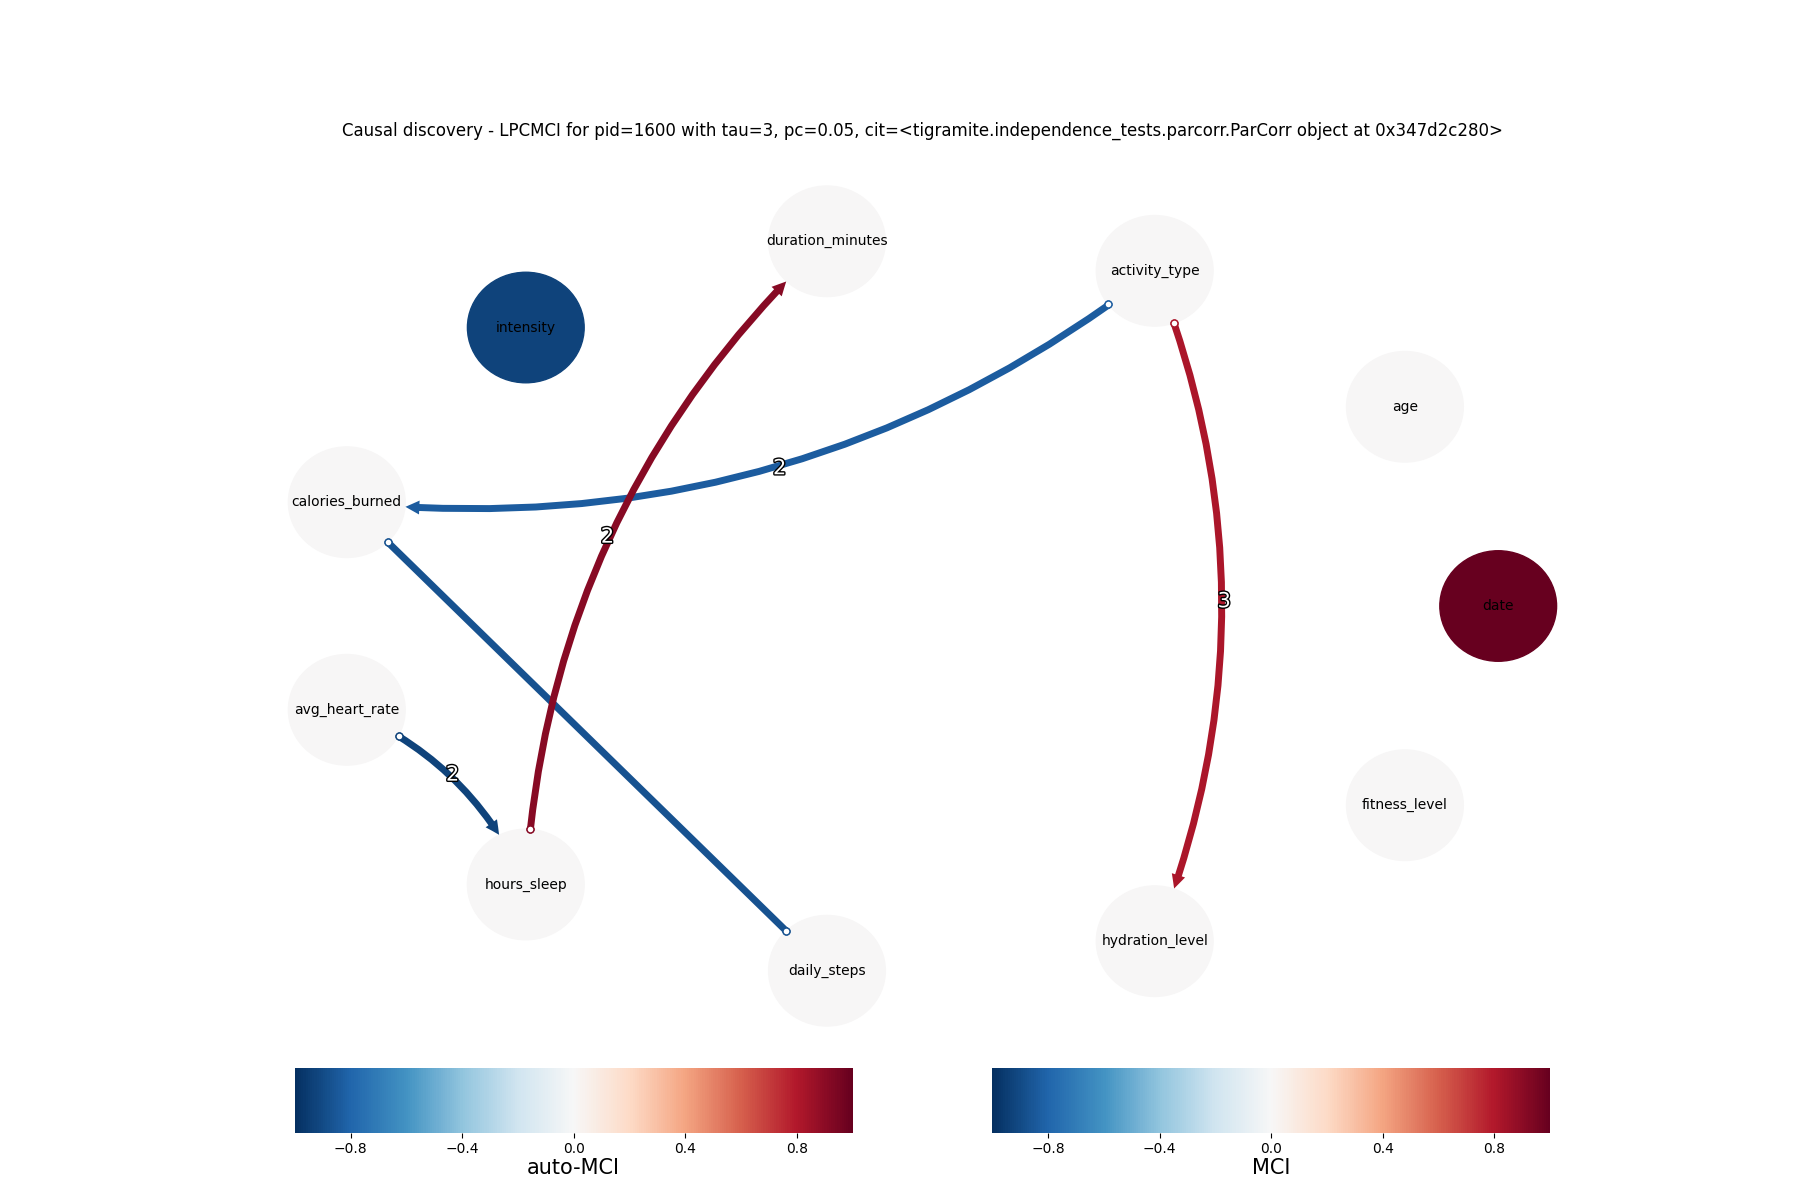 Causal discovery - LPCMCI for pid=1600 with tau=3, pc=0.05, cit=<tigramite.independence_tests.parcorr.ParCorr object at 0x347d2c280>
duration_minutes
activity_type
intensity
age
2
calories_burned
2
3
date
avg_heart_rate
2
fitness_level
hours_sleep
hydration_level
daily_steps
−0.8 −0.4 0.0 0.4 0.8
auto-MCI
−0.8 −0.4 0.0 0.4 0.8
MCI